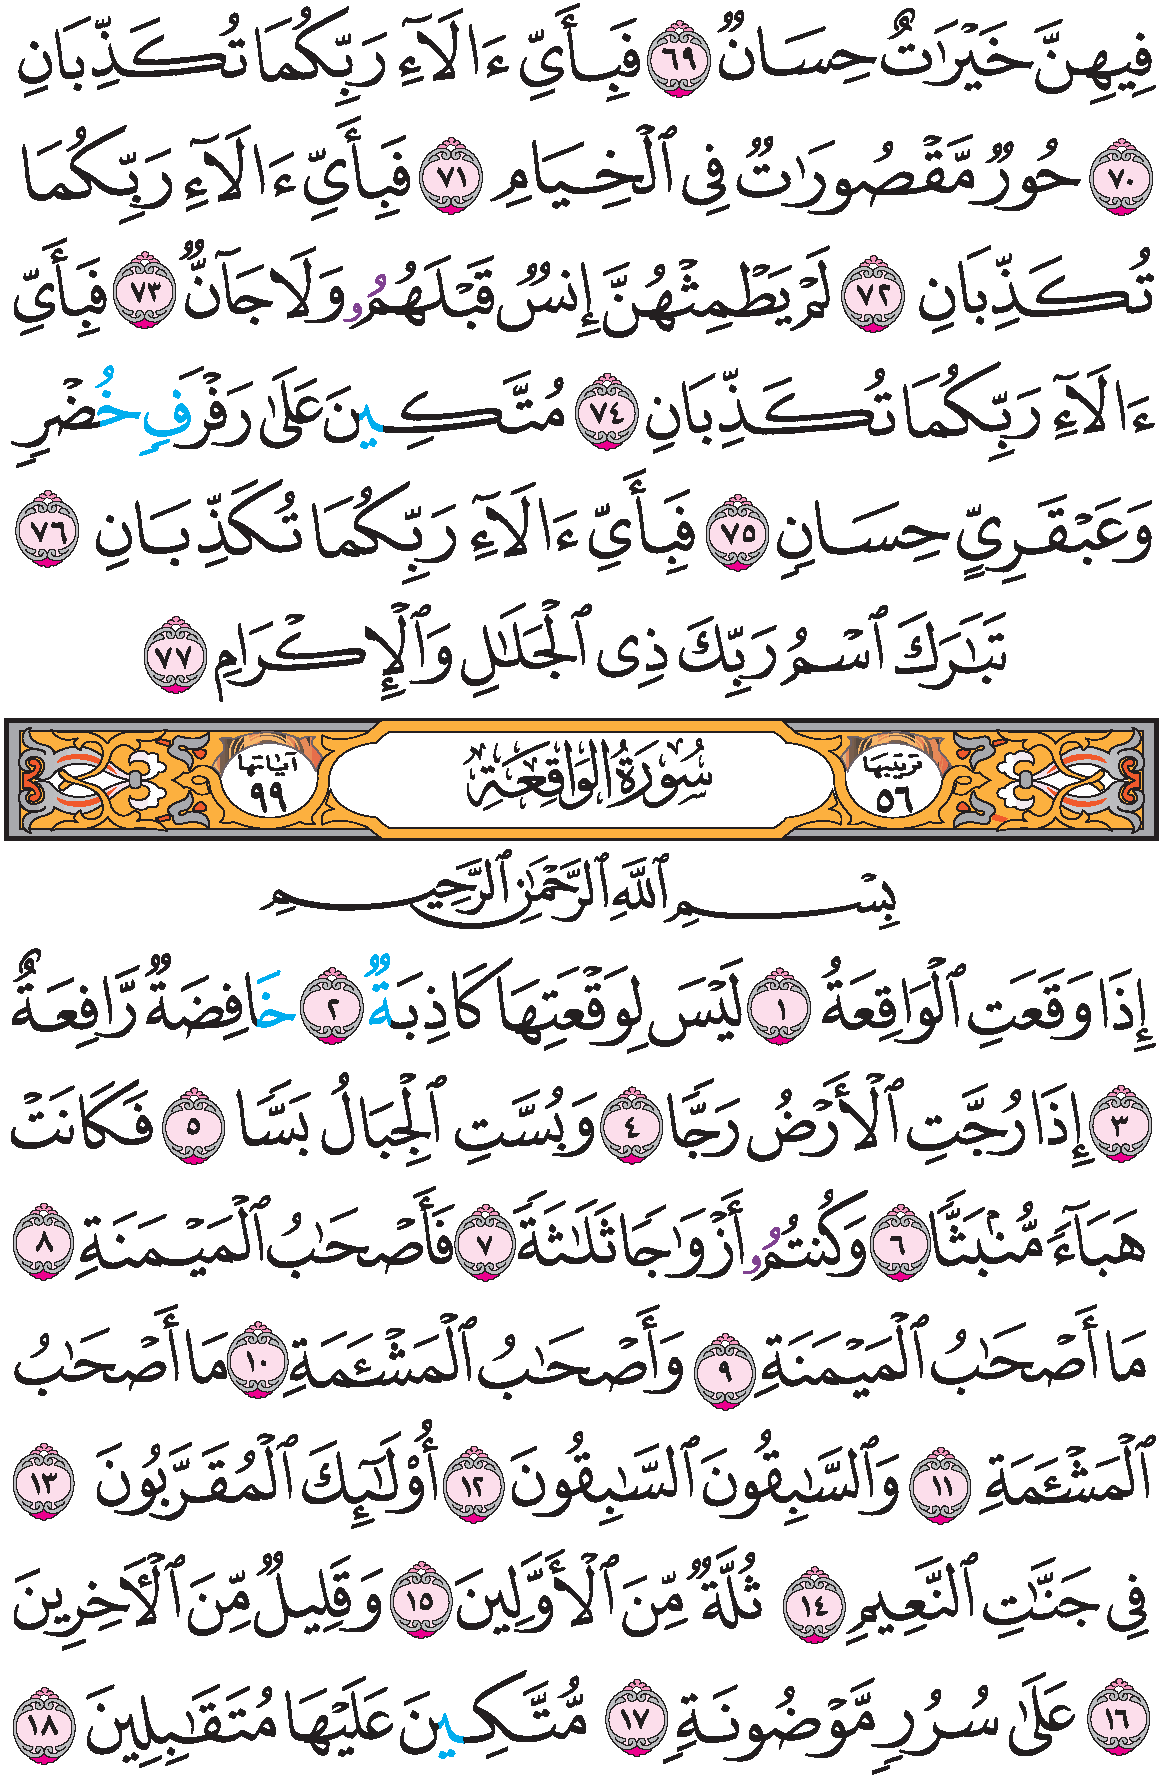 فِيهِنَّ خَيْرَٰتٌ حِسَانٌ ٦٩ فَبِأَيِّ ءَالَآءِ رَبِّكُمَا تُكَذِّبَانِ
٧٠ حُورٌ مَّقْصُورَٰتٌ فِى ٱلْخِيَامِ ٧١ فَبِأَيِّ ءَالَآءِ رَبِّكُمَا
تُكَذِّبَانِ ٧٢ لَمْ يَطْمِثْهُنَّ إِنسٌ قَبْلَهُمُۥ وَلَا جَآنٌّ ٧٣ فَبِأَيِّ
ءَالَآءِ رَبِّكُمَا تُكَذِّبَانِ ٧٤ مُتَّكِـِينَ عَلَىٰ رَفْرَفٍ خُضْرٍ
وَعَبْقَرِيٍّ حِسَانٍ ٧٥ فَبِأَيِّ ءَالَآءِ رَبِّكُمَا تُكَذِّبَانِ ٧٦
تَبَٰرَكَ ٱسْمُ رَبِّكَ ذِى ٱلْجَلَٰلِ وَٱلْإِكْرَامِ ٧٧
ترتيبها ٥٦ سُورَةُ الوَاقِعَةِ آياتها ٩٩
بِسْمِ ٱللَّهِ ٱلرَّحْمَٰنِ ٱلرَّحِيمِ
إِذَا وَقَعَتِ ٱلْوَاقِعَةُ ١ لَيْسَ لِوَقْعَتِهَا كَاذِبَةٌ ٢ خَافِضَةٌ رَّافِعَةٌ
٣ إِذَا رُجَّتِ ٱلْأَرْضُ رَجًّا ٤ وَبُسَّتِ ٱلْجِبَالُ بَسًّا ٥ فَكَانَتْ
هَبَآءً مُّنۢبَثًّا ٦ وَكُنتُمُۥ أَزْوَٰجًا ثَلَٰثَةً ٧ فَأَصْحَٰبُ ٱلْمَيْمَنَةِ ٨
مَا أَصْحَٰبُ ٱلْمَيْمَنَةِ ٩ وَأَصْحَٰبُ ٱلْمَشْـَٔمَةِ ١٠ مَا أَصْحَٰبُ
ٱلْمَشْـَٔمَةِ ١١ وَٱلسَّٰبِقُونَ ٱلسَّٰبِقُونَ ١٢ أُوْلَٰٓئِكَ ٱلْمُقَرَّبُونَ ١٣
فِى جَنَّٰتِ ٱلنَّعِيمِ ١٤ ثُلَّةٌ مِّنَ ٱلْأَوَّلِينَ ١٥ وَقَلِيلٌ مِّنَ ٱلْأٓخِرِينَ
١٦ عَلَىٰ سُرُرٍ مَّوْضُونَةٍ ١٧ مُّتَّكِـِينَ عَلَيْهَا مُتَقَٰبِلِينَ ١٨